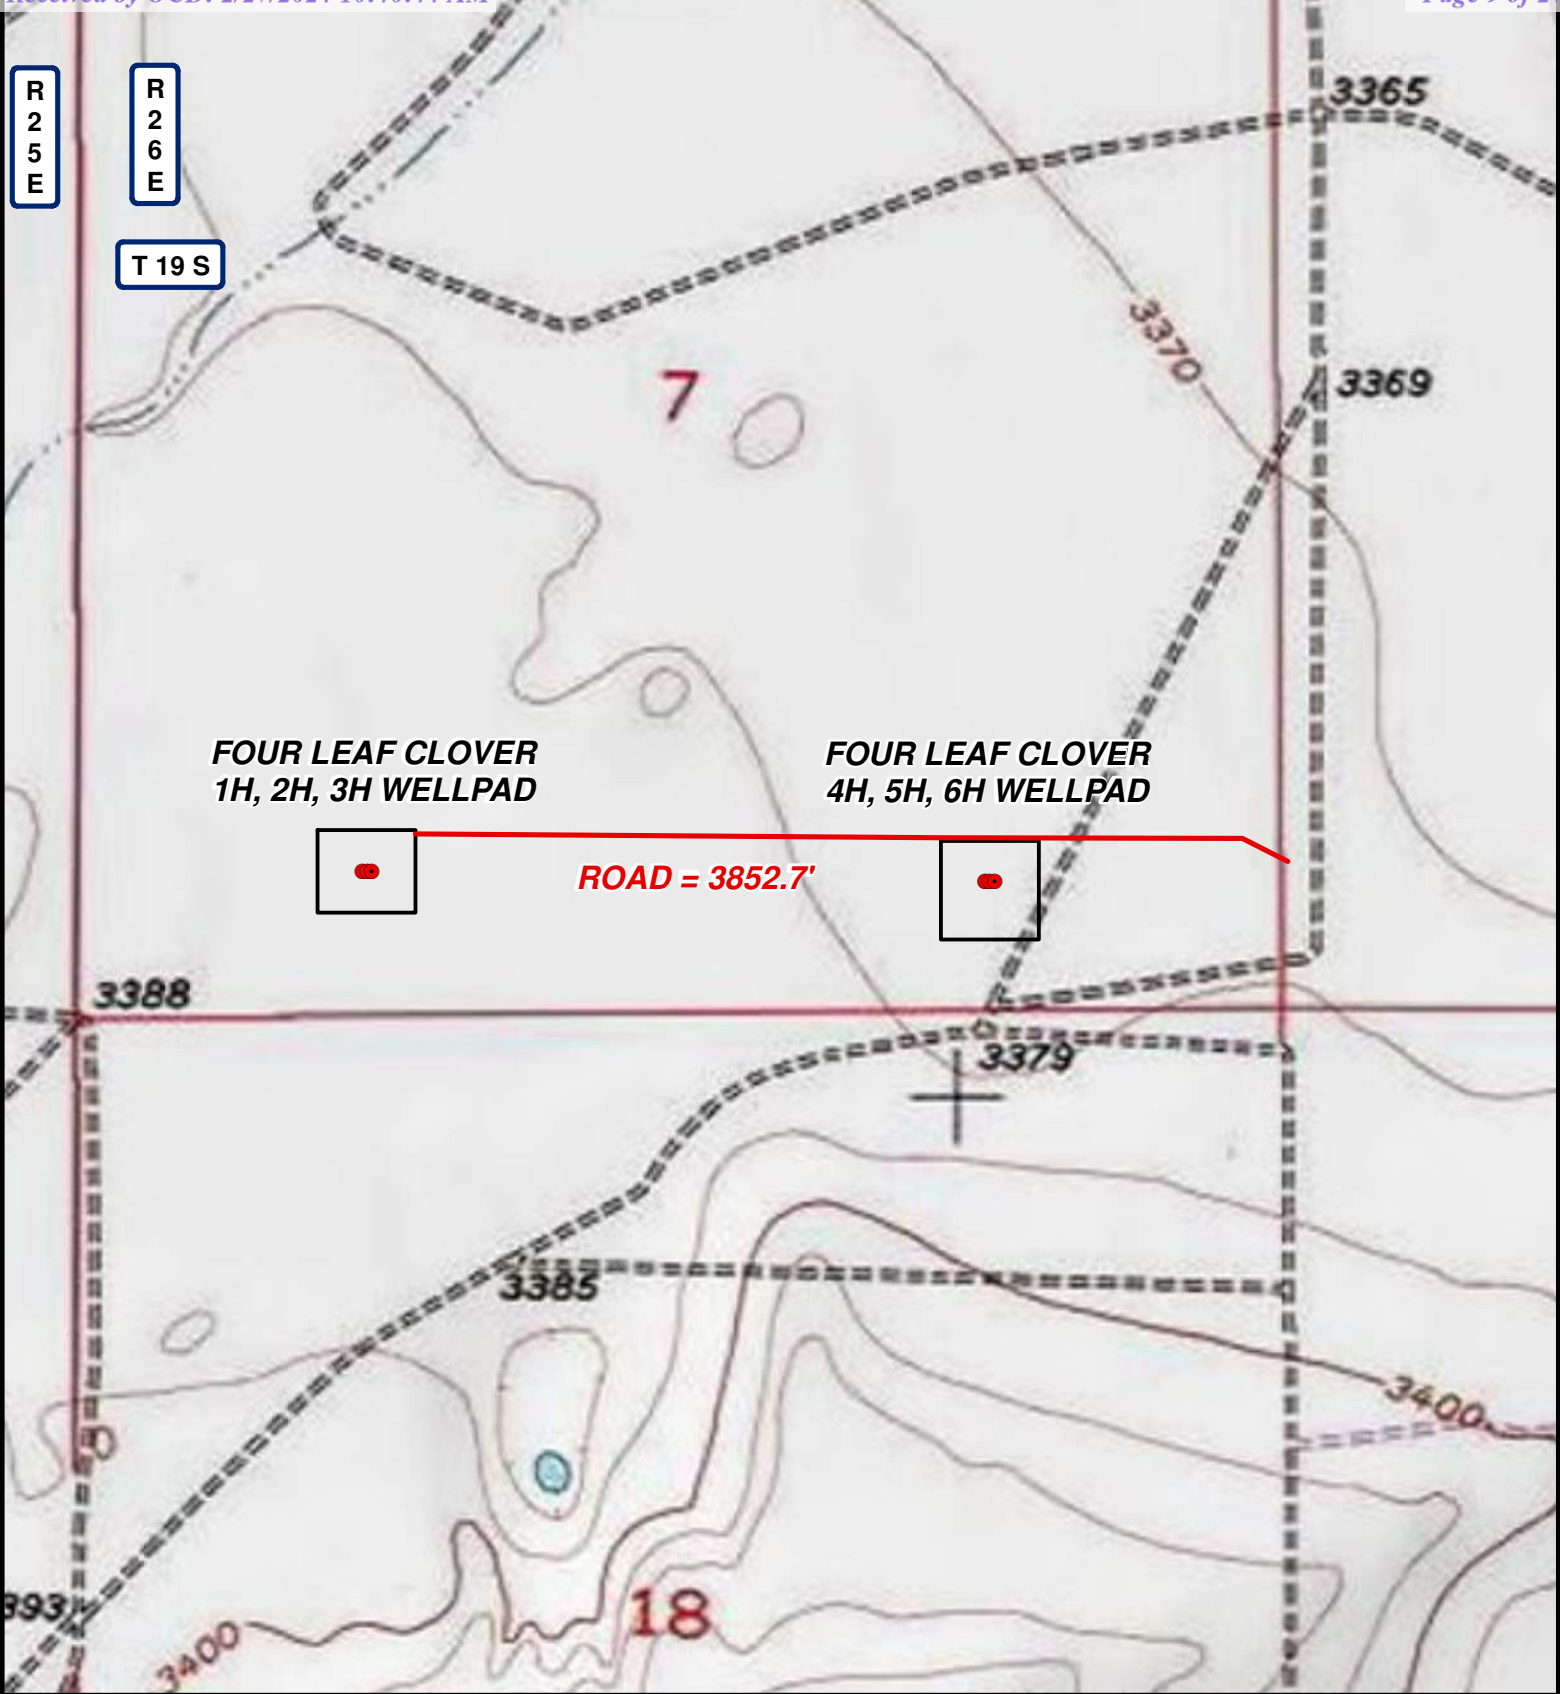 3365
R
2
5
E
R
2
6
E
T 19 S
3370
7
3369
FOUR LEAF CLOVER
1H, 2H, 3H WELLPAD
FOUR LEAF CLOVER
4H, 5H, 6H WELLPAD
ROAD = 3852.7'
3388
3379
3385
3400
18
3400